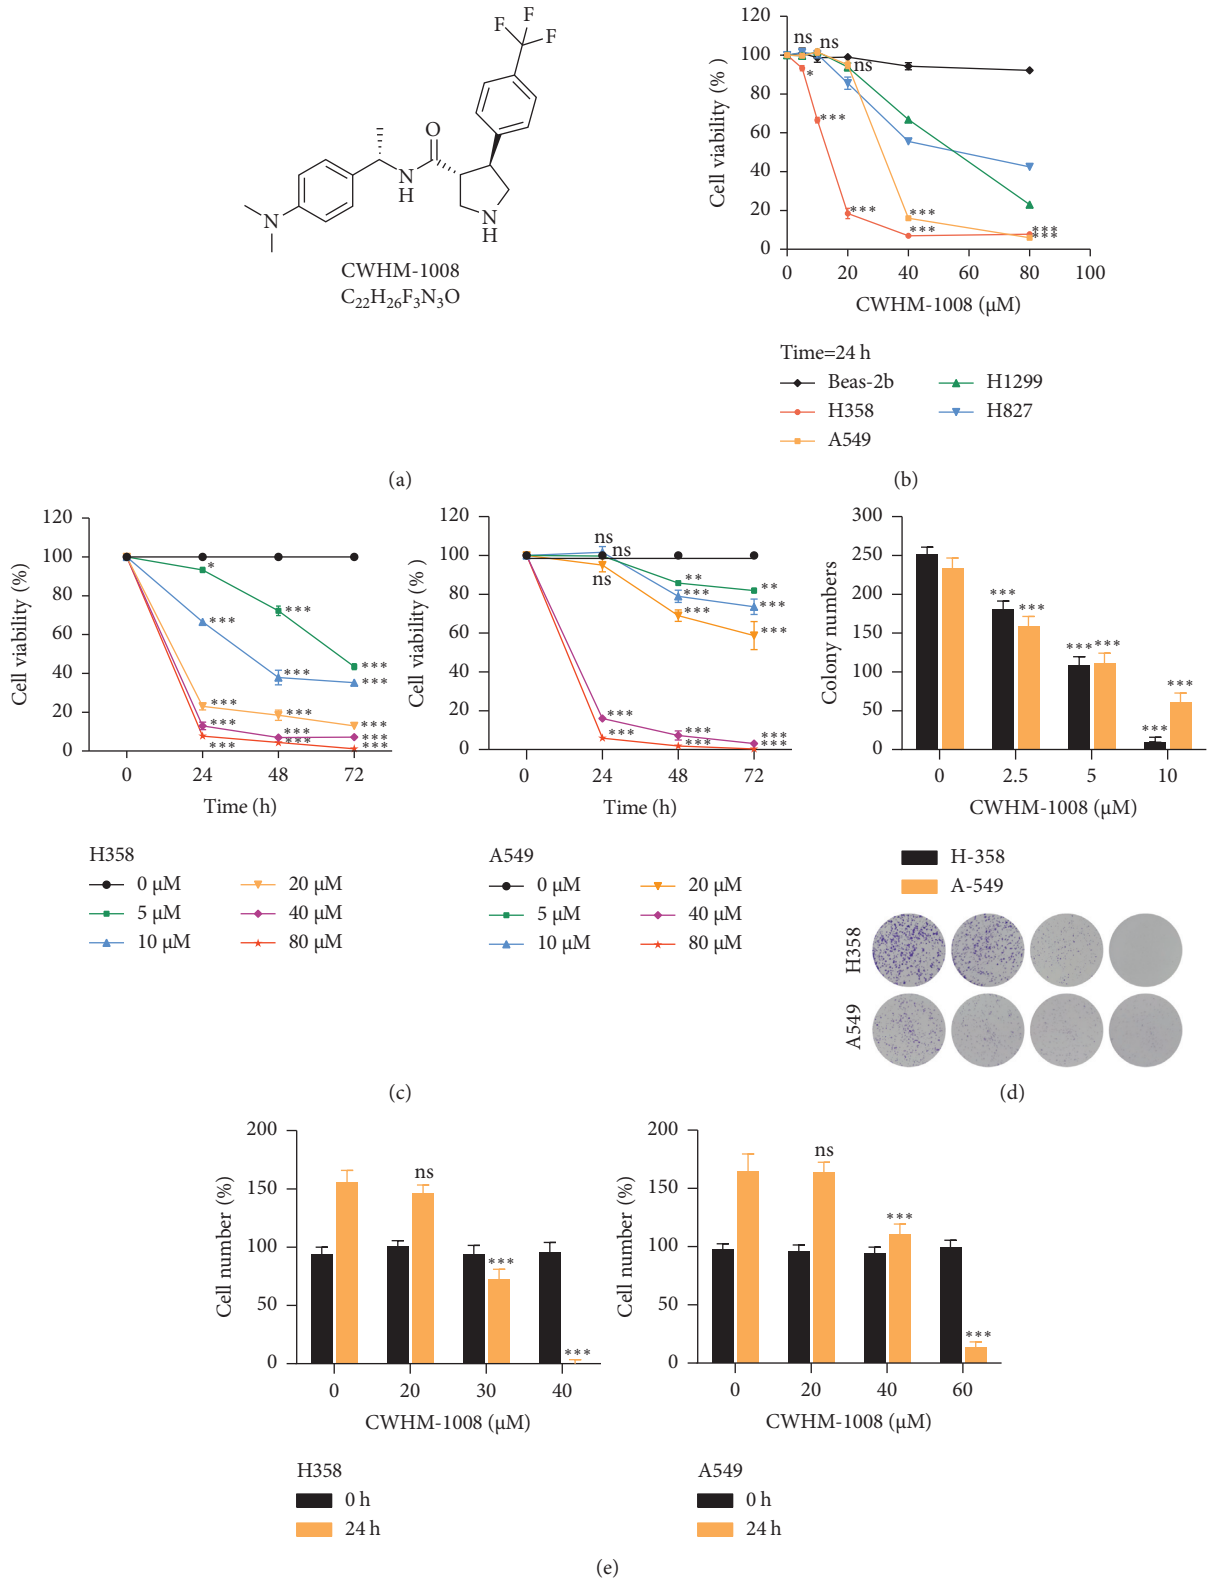 F
F
F
O
N
H
N
N
H
CWHM-1008
C₂₂H₂₆F₃N₃O
(a)
Cell viability (%)
120
100
80
60
40
20
0
ns
ns
ns
*
***
***
***
***
***
***
0
20
40
60
80
100
CWHM-1008 (μM)
Time=24 h
Beas-2b
H1299
H358
H827
A549
(b)
Cell viability (%)
120
100
80
60
40
20
0
*
***
***
***
***
***
***
***
***
***
***
***
***
***
***
0
24
48
72
Time (h)
H358
0 μM
20 μM
5 μM
40 μM
10 μM
80 μM
Cell viability (%)
120
100
80
60
40
20
0
ns
ns
ns
**
**
***
***
***
***
***
***
***
***
***
***
0
24
48
72
Time (h)
A549
0 μM
20 μM
5 μM
40 μM
10 μM
80 μM
(c)
Colony numbers
300
250
200
150
100
50
0
***
***
***
***
***
***
0
2.5
5
10
CWHM-1008 (μM)
H-358
A-549
H358
A549
(d)
Cell number (%)
200
150
100
50
0
ns
***
***
0
20
30
40
CWHM-1008 (μM)
H358
0 h
24 h
Cell number (%)
200
150
100
50
0
ns
***
***
0
20
40
60
CWHM-1008 (μM)
A549
0 h
24 h
(e)